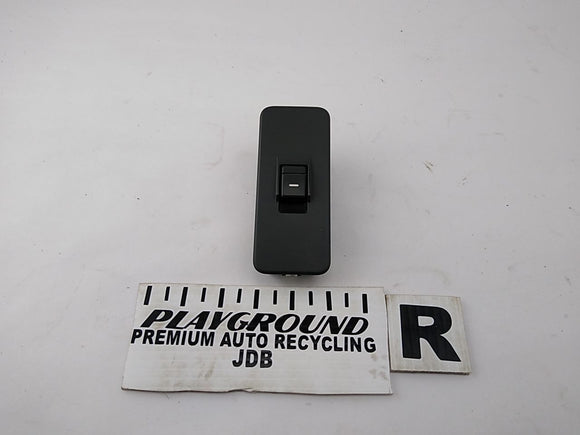 PLAYGROUND
PREMIUM AUTO RECYCLING
JDB
R